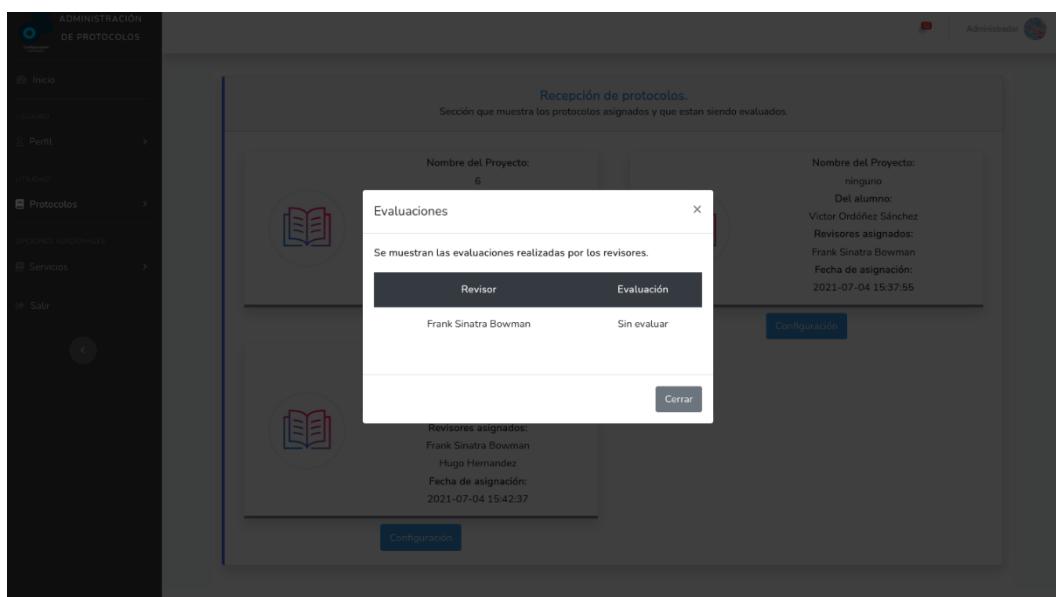 ADMINISTRACIÓN
DE PROTOCOLOS
Administrador
Inicio
Perfil
Protocolos
OPCIONES ADICIONALES
Servicios
Salir
Recepción de protocolos.
Sección que muestra los protocolos asignados y que estan siendo evaluados.
Nombre del Proyecto:
6
Nombre del Proyecto:
ninguno
Del alumno:
Victor Ordóñez Sánchez
Revisores asignados:
Frank Sinatra Bowman
Fecha de asignación:
2021-07-04 15:37:55
Configuración
Evaluaciones
×
Se muestran las evaluaciones realizadas por los revisores.
Revisor Evaluación
Frank Sinatra Bowman Sin evaluar
Cerrar
Revisores asignados:
Frank Sinatra Bowman
Hugo Hernandez
Fecha de asignación:
2021-07-04 15:42:37
Configuración